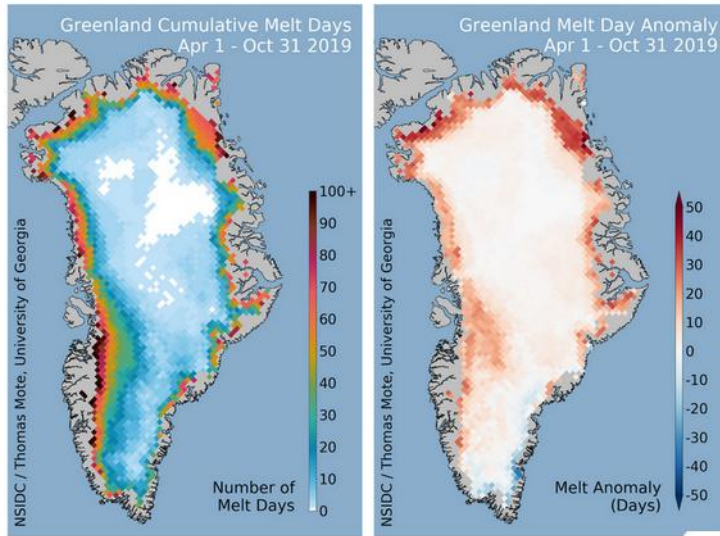 Greenland Cumulative Melt Days
Apr 1 - Oct 31 2019
NSIDC / Thomas Mote, University of Georgia
100+
90
80
70
60
50
40
30
20
10
0
Number of
Melt Days
Greenland Melt Day Anomaly
Apr 1 - Oct 31 2019
NSIDC / Thomas Mote, University of Georgia
50
40
30
20
10
0
-10
-20
-30
-40
-50
Melt Anomaly
(Days)